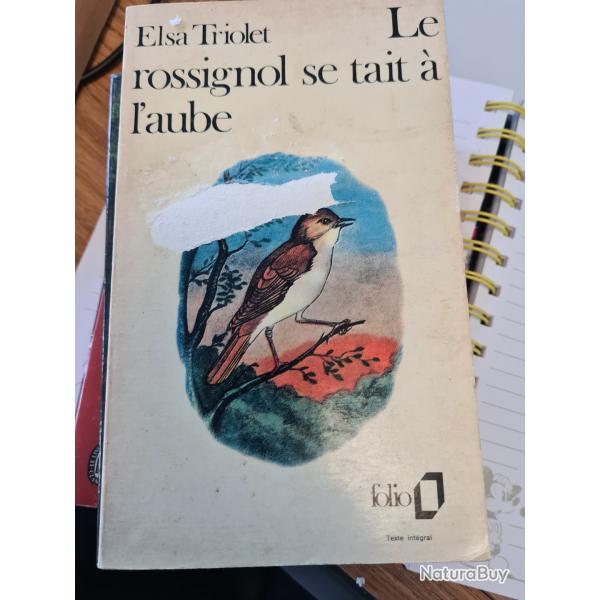 Elsa Triolet Le
rossignol se tait à
l'aube
folio
Texte intégral
NaturaBuy